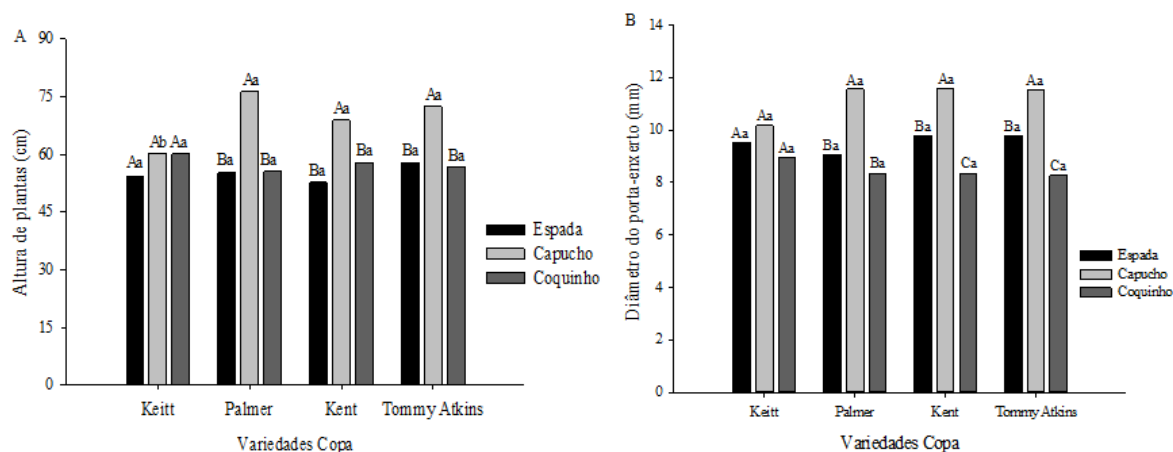 A
Altura de plantas (cm)
90
75
60
45
30
15
0
Aa Ab Aa
Ba Aa Ba
Ba Aa Ba
Ba Aa Ba
Keitt Palmer Kent Tommy Atkins
Variedades Copa
Espada
Capucho
Coquinho
B
Diâmetro do porta-enxerto (mm)
14
12
10
8
6
4
2
0
Aa Aa Aa
Ba Aa Ba
Ba Aa Ca
Ba Aa Ca
Keitt Palmer Kent Tommy Atkins
Variedades Copa
Espada
Capucho
Coquinho